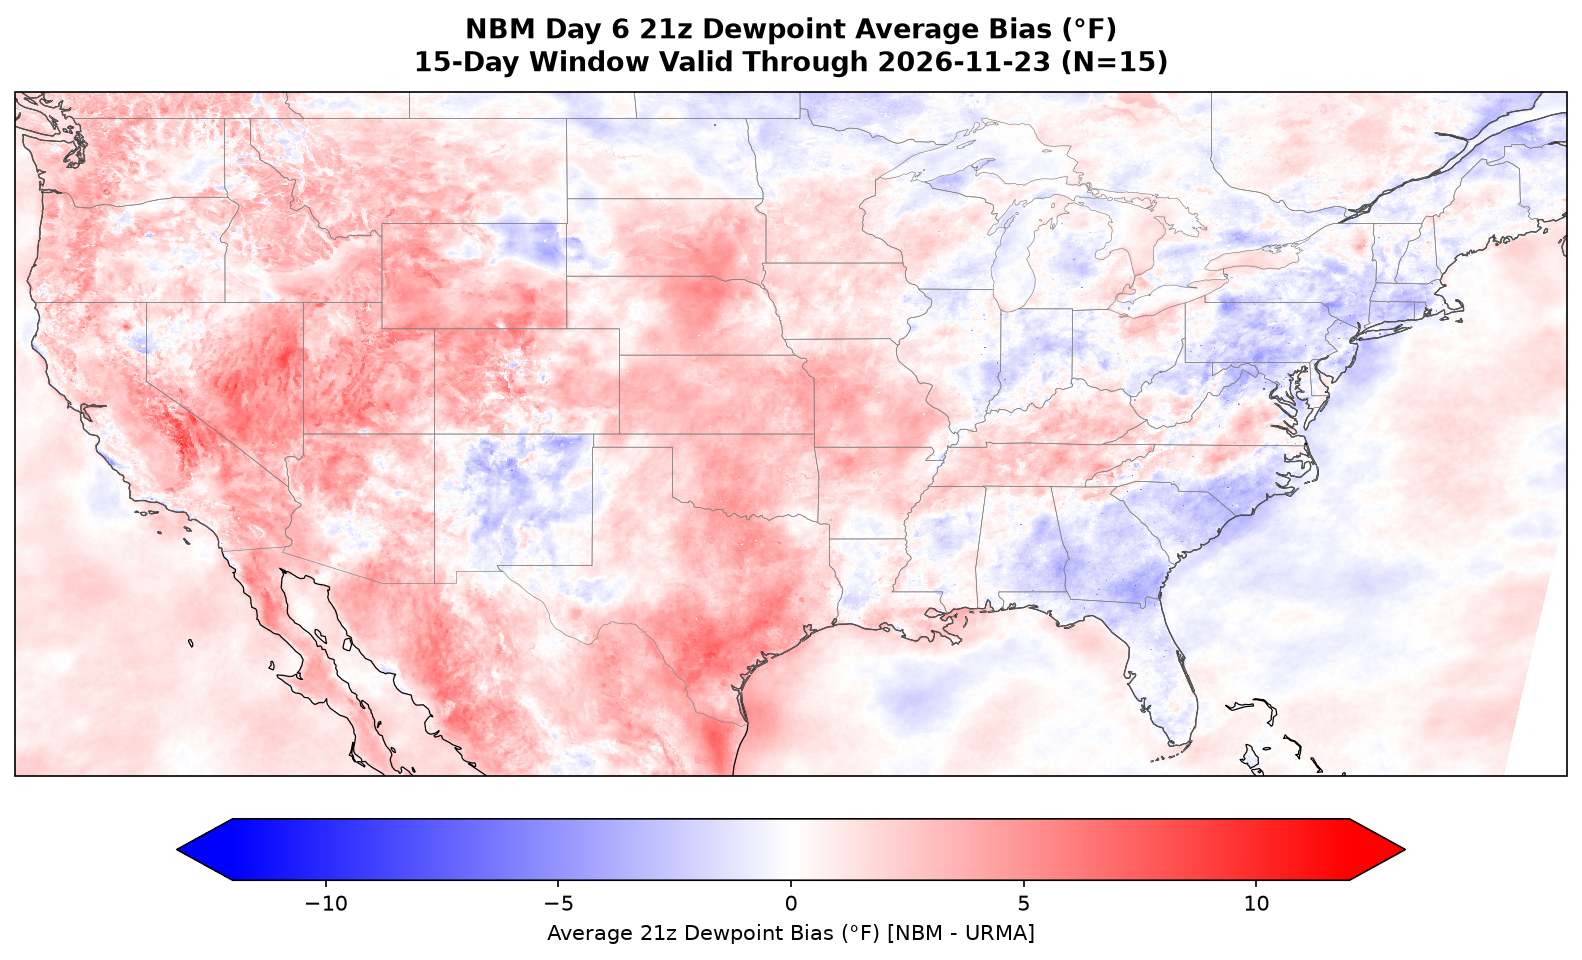 NBM Day 6 21z Dewpoint Average Bias (°F)
15-Day Window Valid Through 2026-11-23 (N=15)
−10 −5 0 5 10
Average 21z Dewpoint Bias (°F) [NBM - URMA]